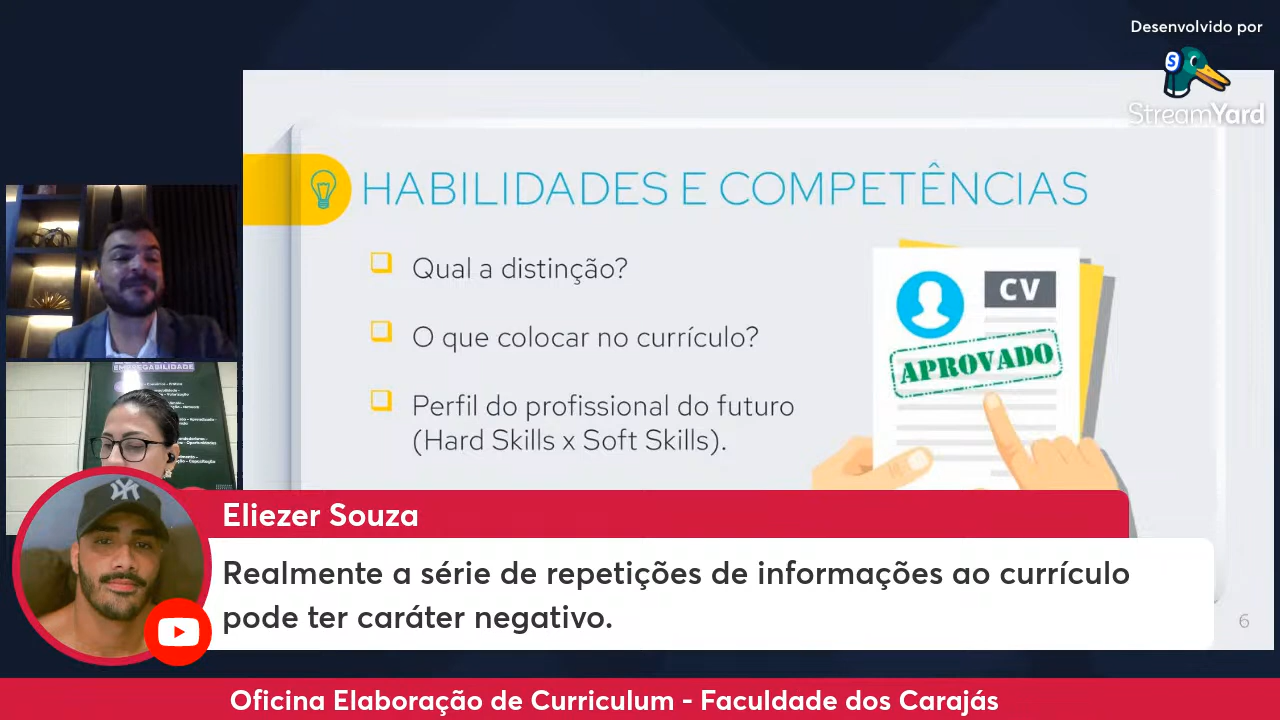 Desenvolvido por
S
StreamYard
HABILIDADES E COMPETÊNCIAS
Qual a distinção?
O que colocar no currículo?
Perfil do profissional do futuro
(Hard Skills x Soft Skills).
CV
APROVADO
EMPREGABILIDADE
Eliezer Souza
Realmente a série de repetições de informações ao currículo
pode ter caráter negativo.
6
Oficina Elaboração de Curriculum - Faculdade dos Carajás